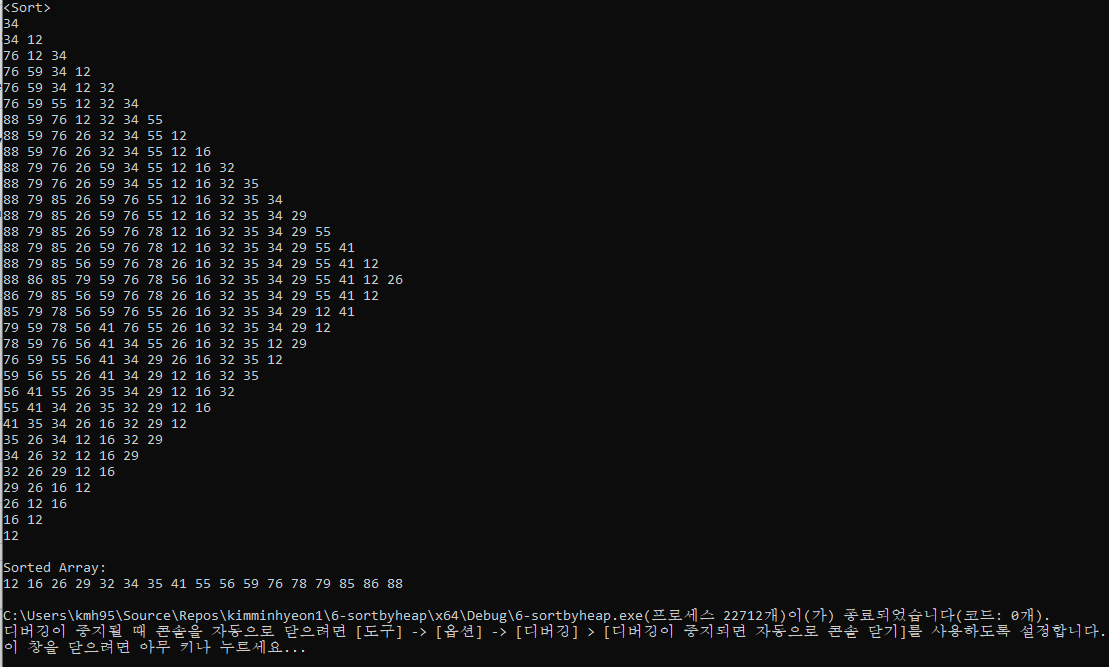 <Sort>
34
34 12
76 12 34
76 59 34 12
76 59 34 12 32
76 59 55 12 32 34
88 59 76 12 32 34 55
88 59 76 26 32 34 55 12
88 59 76 26 32 34 55 12 16
88 79 76 26 59 34 55 12 16 32
88 79 76 26 59 34 55 12 16 32 35
88 79 85 26 59 76 55 12 16 32 35 34
88 79 85 26 59 76 55 12 16 32 35 34 29
88 79 85 26 59 76 78 12 16 32 35 34 29 55
88 79 85 26 59 76 78 12 16 32 35 34 29 55 41
88 79 85 56 59 76 78 26 16 32 35 34 29 55 41 12
88 86 85 79 59 76 78 56 16 32 35 34 29 55 41 12 26
86 79 85 56 59 76 78 26 16 32 35 34 29 55 41 12
85 79 78 56 59 76 55 26 16 32 35 34 29 12 41
79 59 78 56 41 76 55 26 16 32 35 34 29 12
78 59 76 56 41 34 55 26 16 32 35 12 29
76 59 55 56 41 34 29 26 16 32 35 12
59 56 55 26 41 34 29 12 16 32 35
56 41 55 26 35 34 29 12 16 32
55 41 34 26 35 32 29 12 16
41 35 34 26 16 32 29 12
35 26 34 12 16 32 29
34 26 32 12 16 29
32 26 29 12 16
29 26 16 12
26 12 16
16 12
12
Sorted Array:
12 16 26 29 32 34 35 41 55 56 59 76 78 79 85 86 88
C:\Users\kmh95\Source\Repos\kimminhyeon1\6-sortbyheap\x64\Debug\6-sortbyheap.exe(프로세스 22712개)이(가) 종료되었습니다(코드: 0개).
디버깅이 중지될 때 콘솔을 자동으로 닫으려면 [도구] -> [옵션] -> [디버깅] > [디버깅이 중지되면 자동으로 콘솔 닫기]를 사용하도록 설정합니다.
이 창을 닫으려면 아무 키나 누르세요...